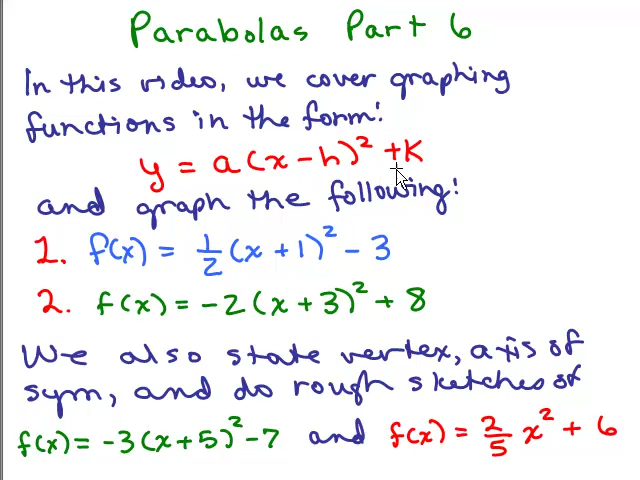 Parabolas Part 6
In this video, we cover graphing
functions in the form:
y = a(x-h)² + K
and graph the following:
1. f(x) = 1/2 (x+1)² - 3
2. f(x) = -2(x+3)² + 8
We also state vertex, axis of
sym, and do rough sketches of
f(x) = -3(x+5)² - 7 and f(x) = 2/5 x² + 6